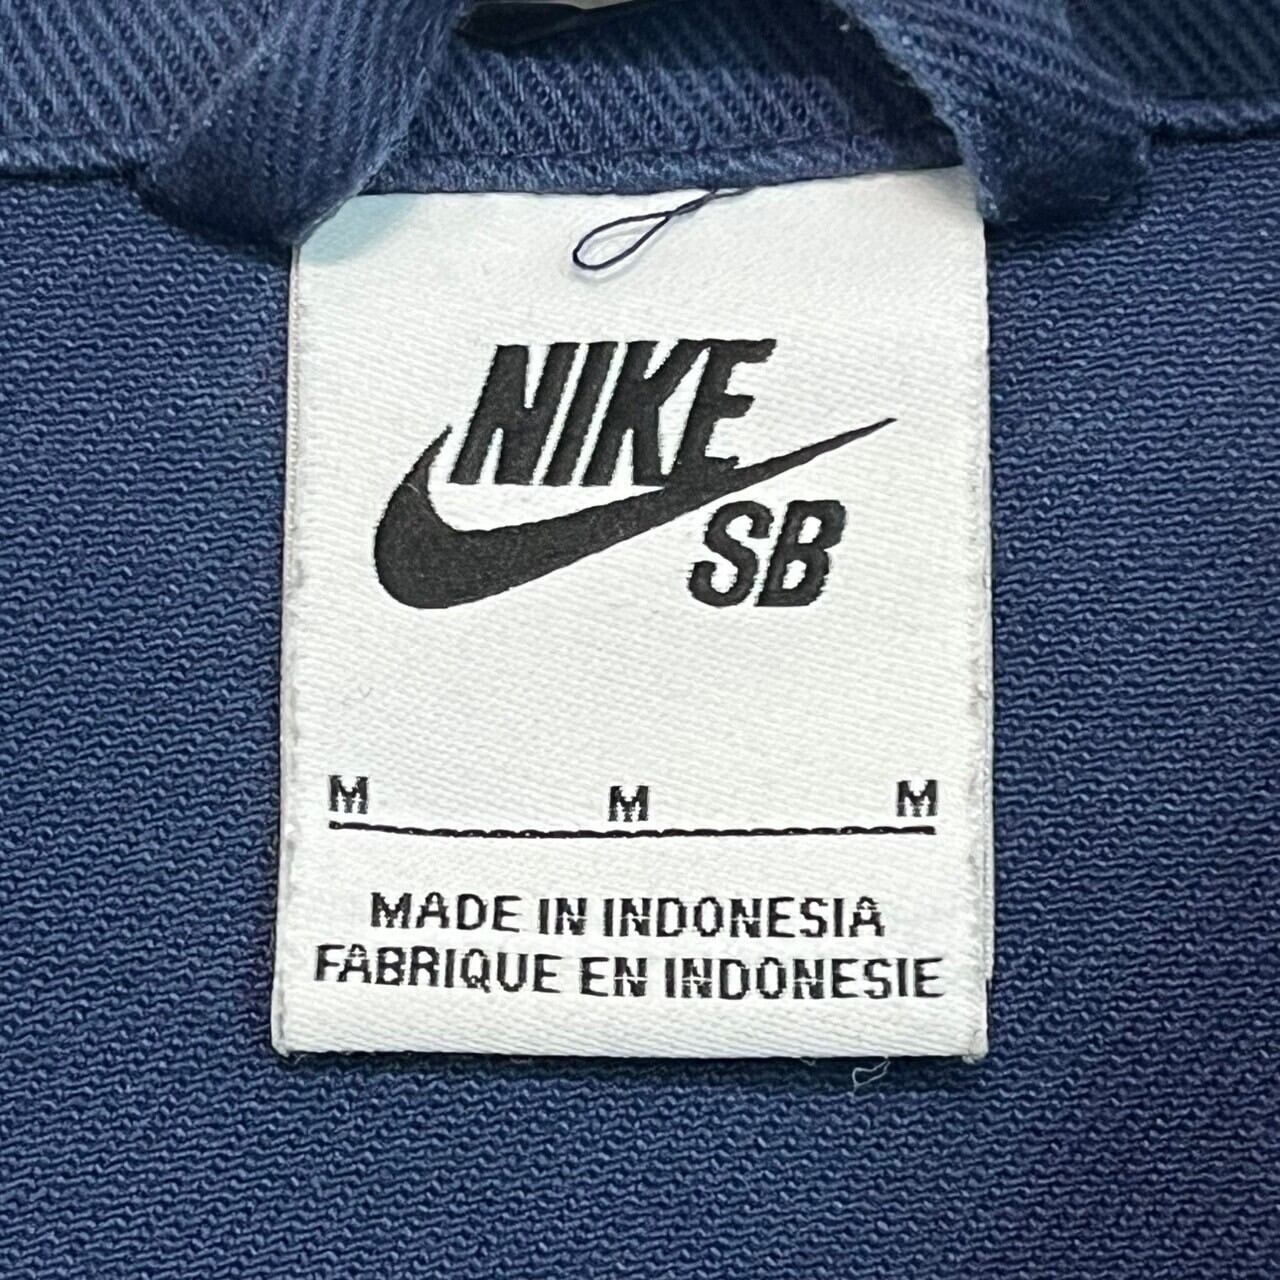 NIKE
SB
M M M
MADE IN INDONESIA
FABRIQUE EN INDONESIE